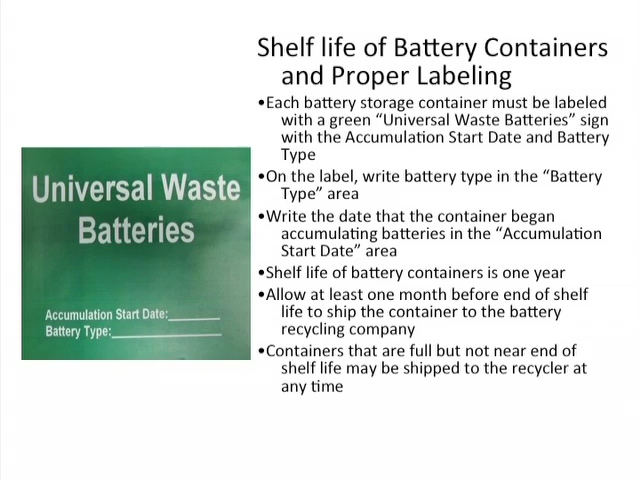 Shelf life of Battery Containers
and Proper Labeling
•Each battery storage container must be labeled
with a green “Universal Waste Batteries” sign
with the Accumulation Start Date and Battery
Type
•On the label, write battery type in the “Battery
Type” area
•Write the date that the container began
accumulating batteries in the “Accumulation
Start Date” area
•Shelf life of battery containers is one year
•Allow at least one month before end of shelf
life to ship the container to the battery
recycling company
•Containers that are full but not near end of
shelf life may be shipped to the recycler at
any time
Universal Waste
Batteries
Accumulation Start Date:_______
Battery Type:_______________